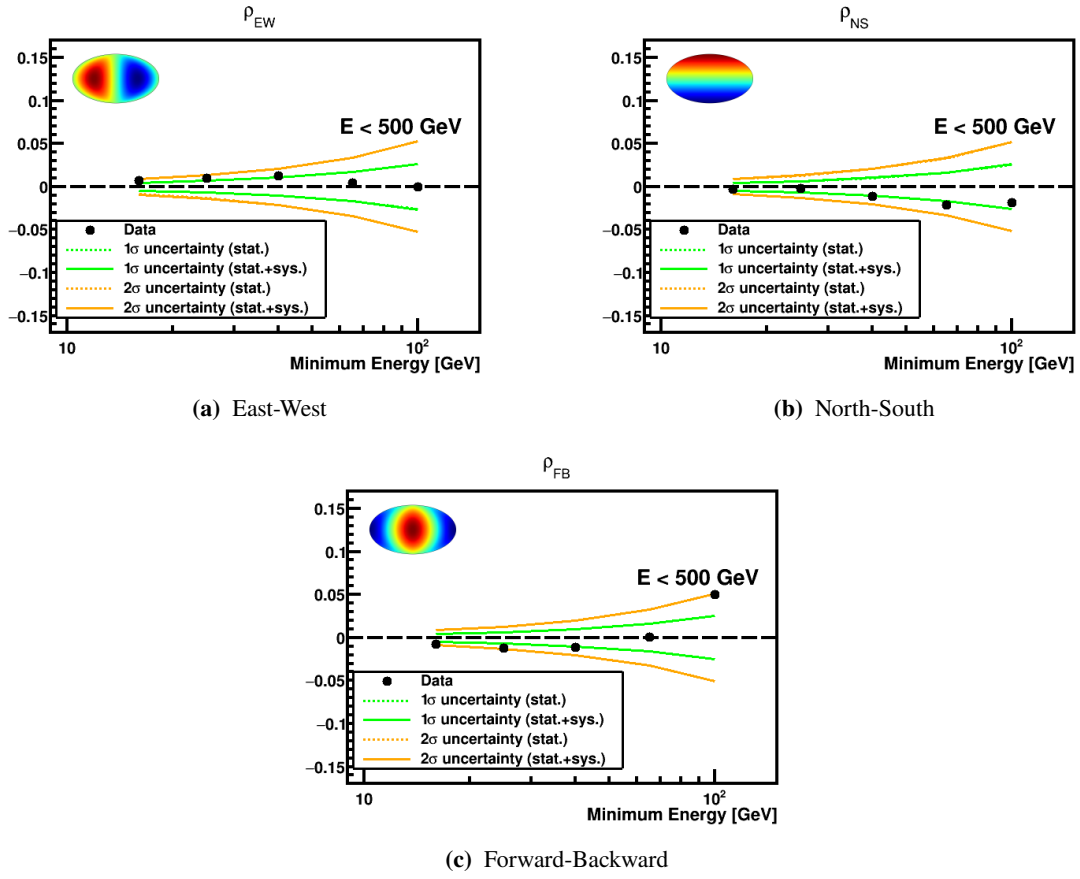 ρEW
0.15
0.1
0.05
0
−0.05
−0.1
−0.15
E < 500 GeV
Data
1σ uncertainty (stat.)
1σ uncertainty (stat.+sys.)
2σ uncertainty (stat.)
2σ uncertainty (stat.+sys.)
10
10²
Minimum Energy [GeV]
(a) East-West
ρNS
0.15
0.1
0.05
0
−0.05
−0.1
−0.15
E < 500 GeV
Data
1σ uncertainty (stat.)
1σ uncertainty (stat.+sys.)
2σ uncertainty (stat.)
2σ uncertainty (stat.+sys.)
10
10²
Minimum Energy [GeV]
(b) North-South
ρFB
0.15
0.1
0.05
0
−0.05
−0.1
−0.15
E < 500 GeV
Data
1σ uncertainty (stat.)
1σ uncertainty (stat.+sys.)
2σ uncertainty (stat.)
2σ uncertainty (stat.+sys.)
10
10²
Minimum Energy [GeV]
(c) Forward-Backward